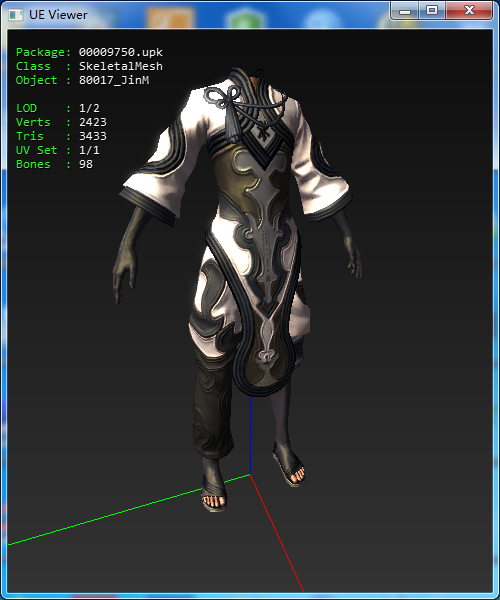 UE Viewer
Package: 00009750.upk
Class : SkeletalMesh
Object : 80017_JinM
LOD : 1/2
Verts : 2423
Tris : 3433
UV Set : 1/1
Bones : 98